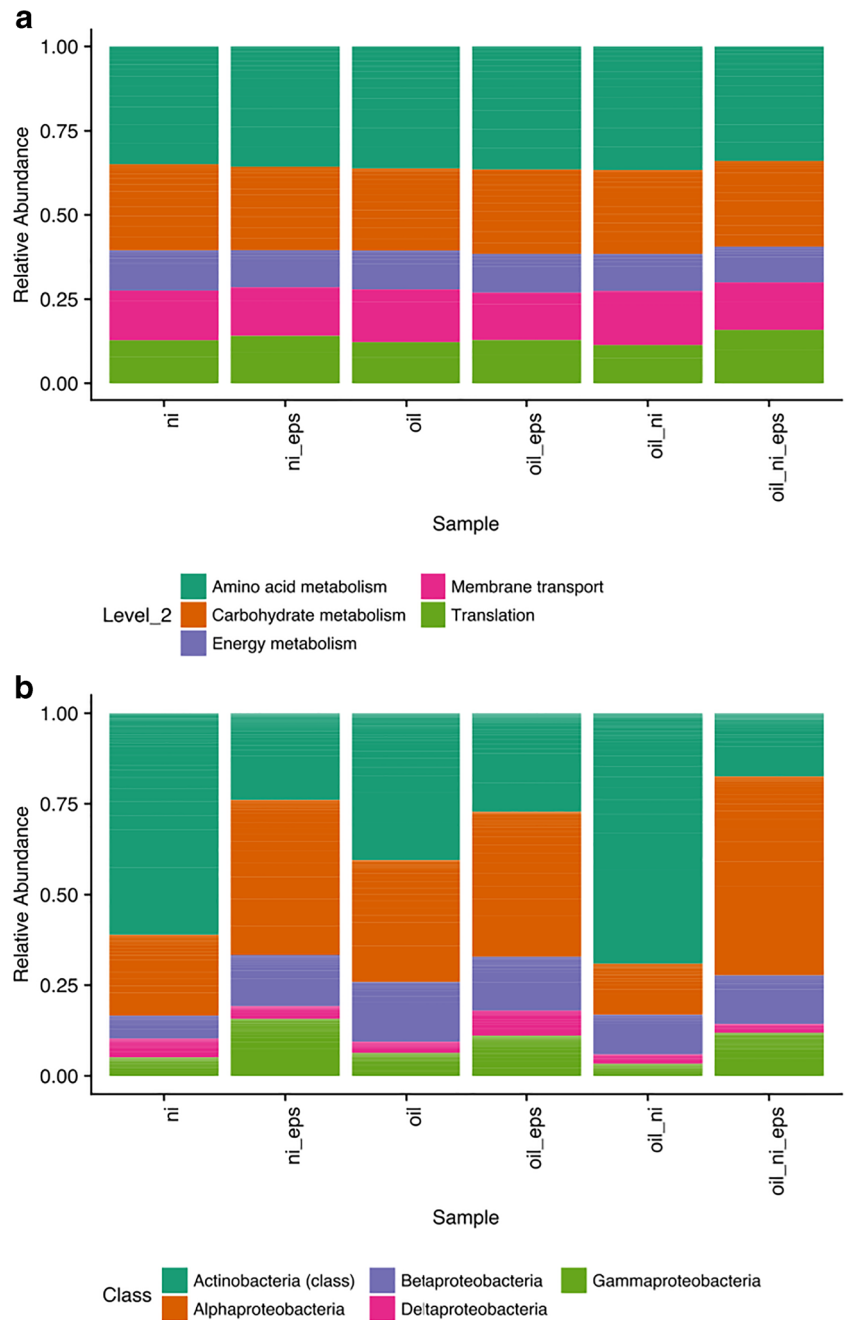 a
1.00
0.75
0.50
0.25
0.00
Relative Abundance
ni
ni_eps
oil
oil_eps
oil_ni
oil_ni_eps
Sample
Level_2
Amino acid metabolism
Membrane transport
Carbohydrate metabolism
Translation
Energy metabolism
b
1.00
0.75
0.50
0.25
0.00
Relative Abundance
ni
ni_eps
oil
oil_eps
oil_ni
oil_ni_eps
Sample
Class
Actinobacteria (class)
Betaproteobacteria
Gammaproteobacteria
Alphaproteobacteria
Deltaproteobacteria